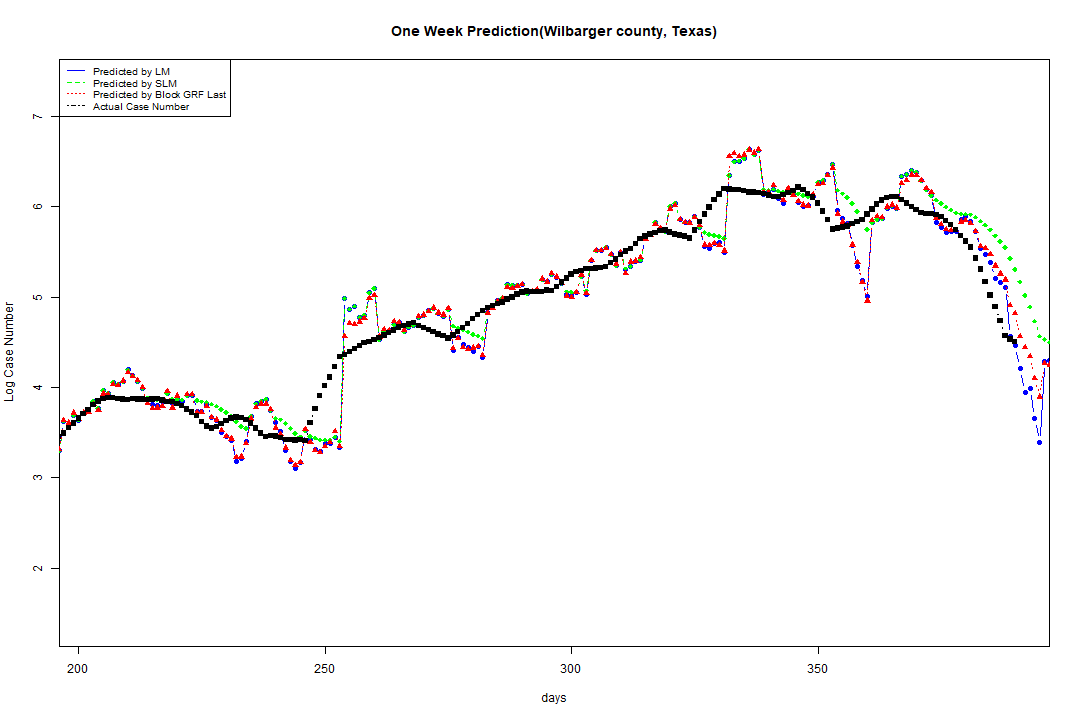 One Week Prediction(Wilbarger county, Texas)
Predicted by LM
Predicted by SLM
Predicted by Block GRF Last
Actual Case Number
7
6
5
4
3
2
Log Case Number
200 250 300 350
days